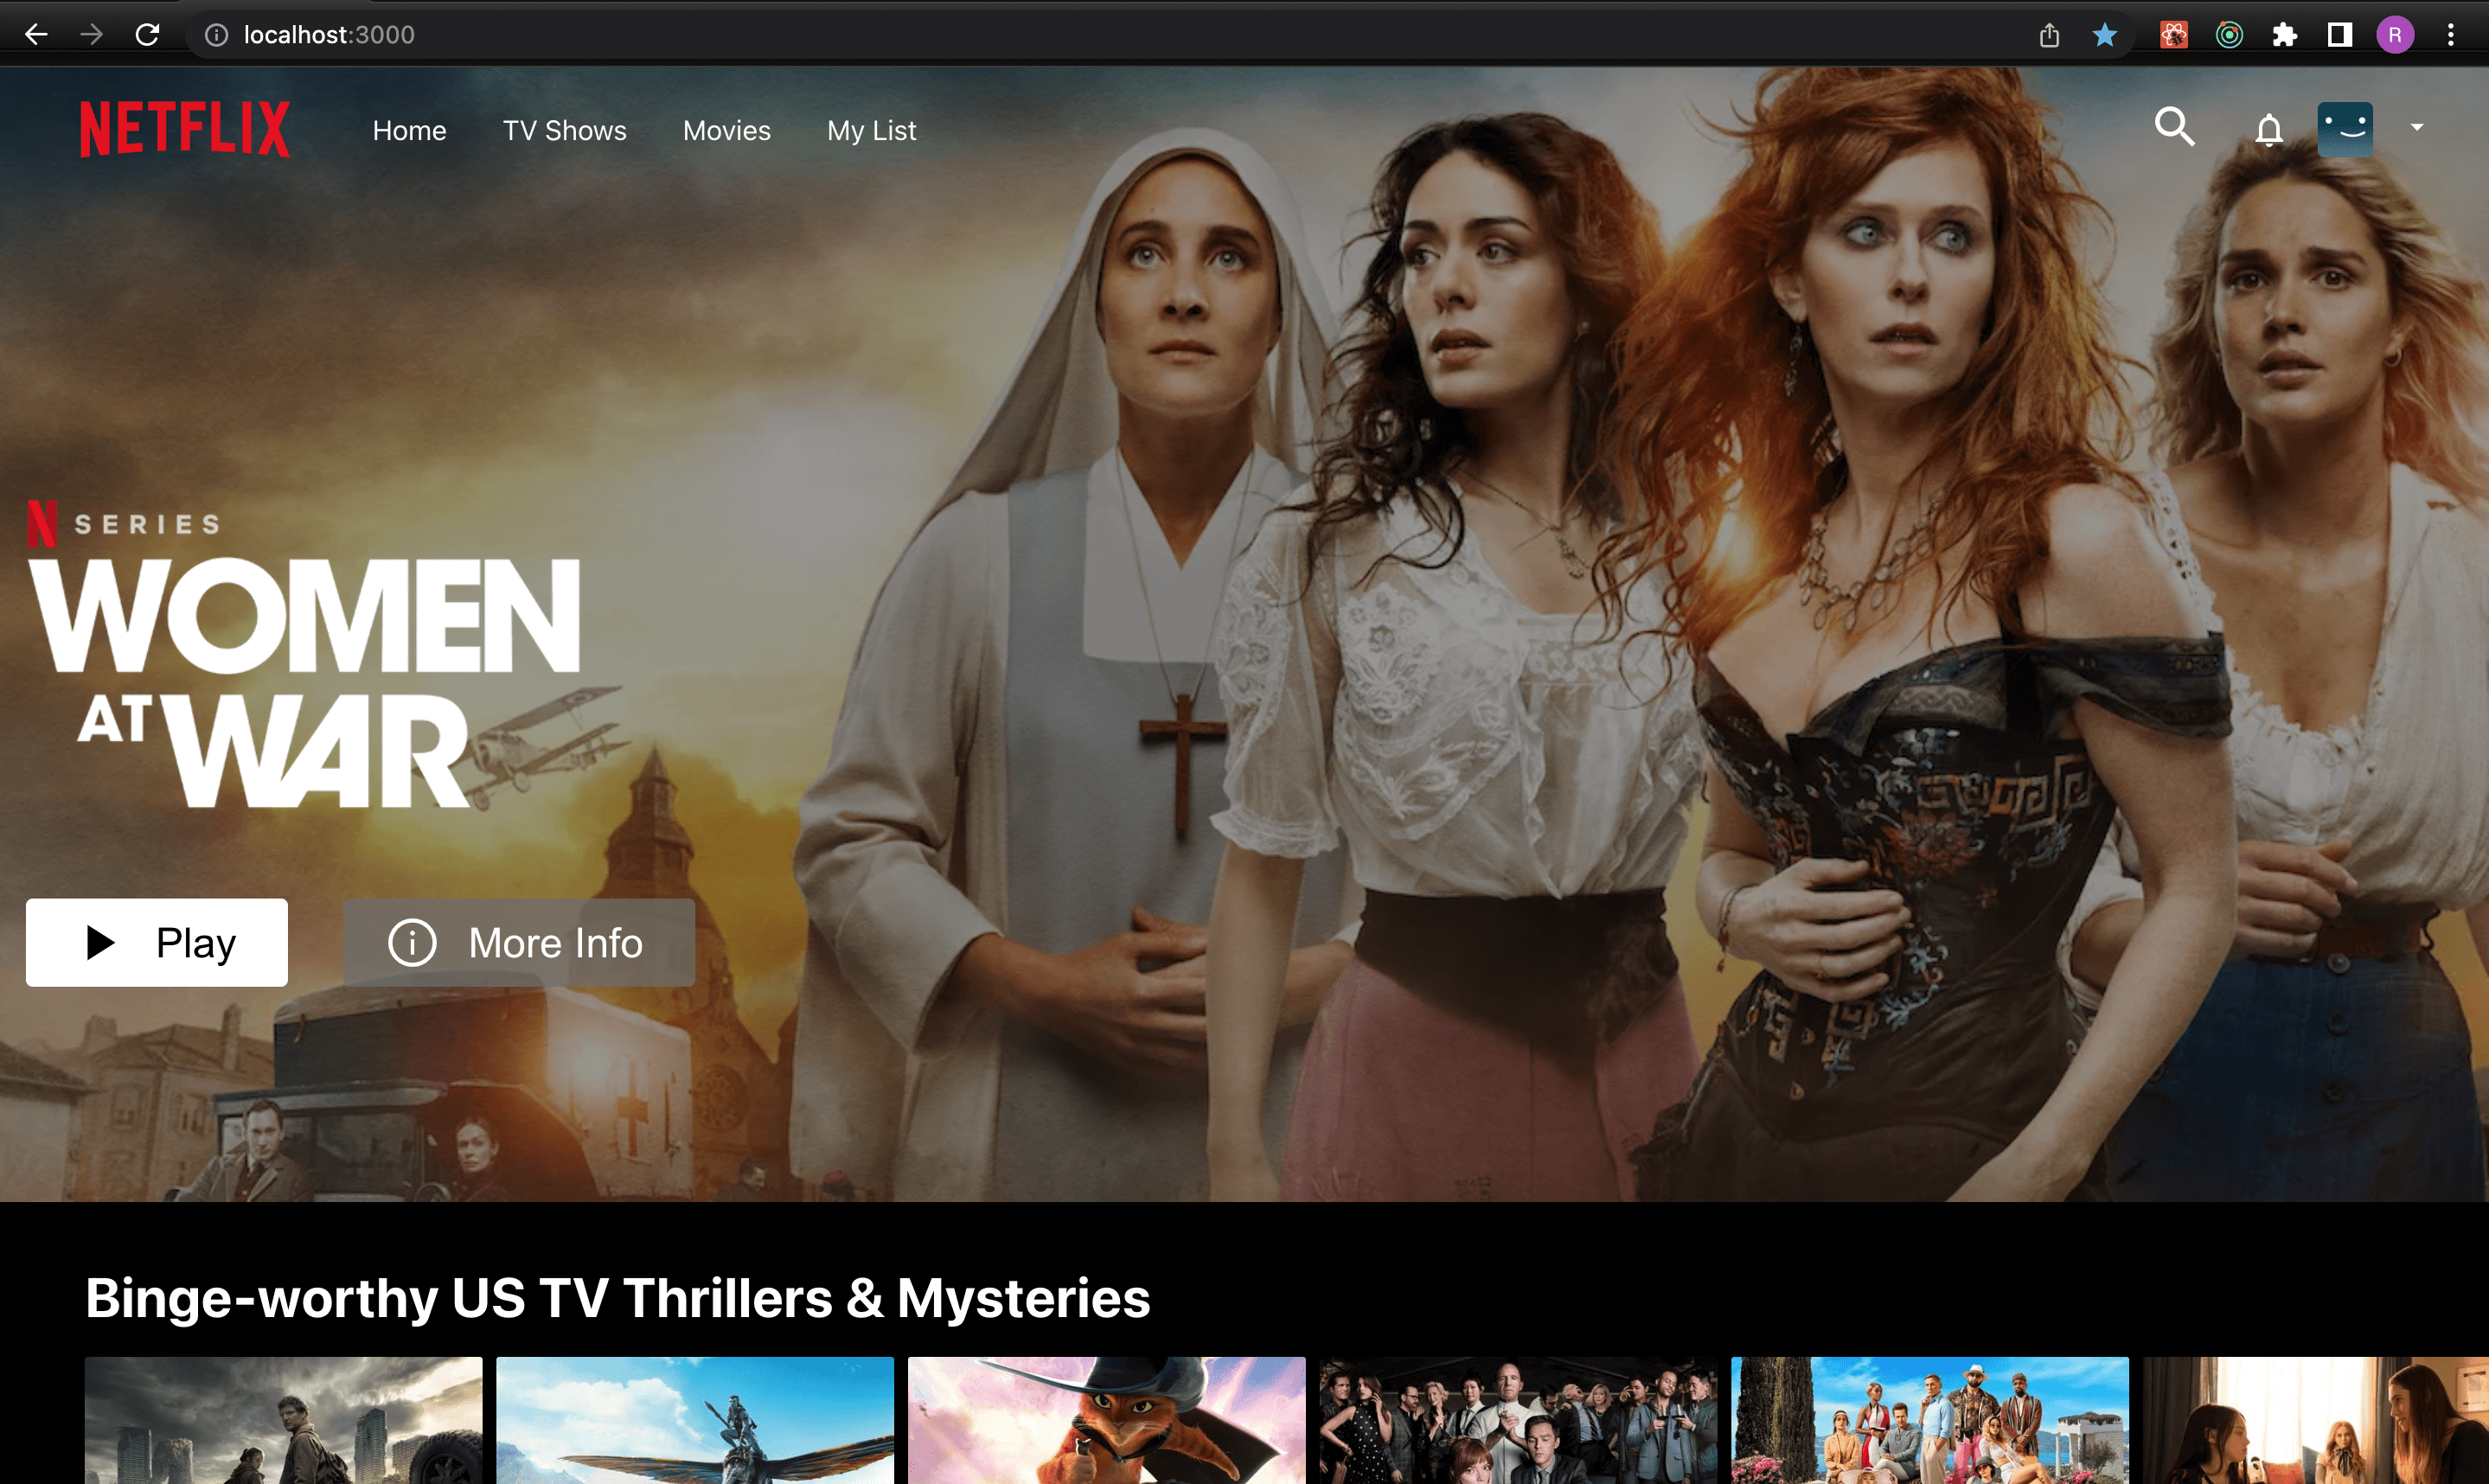 localhost:3000
R
NETFLIX
Home
TV Shows
Movies
My List
N SERIES
WOMEN
AT WAR
Play
More Info
Binge-worthy US TV Thrillers & Mysteries